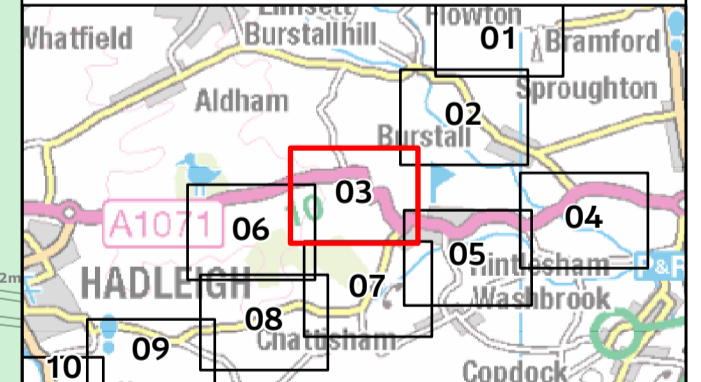 Flowton
Whatfield
Burstallhill
01
Bramford
Aldham
02
Sproughton
Burstall
03
10
A1071
06
04
05
Hintlesham
HADLEIGH
2m
07
P&R
Washbrook
08
Chattisham
09
10
Copdock